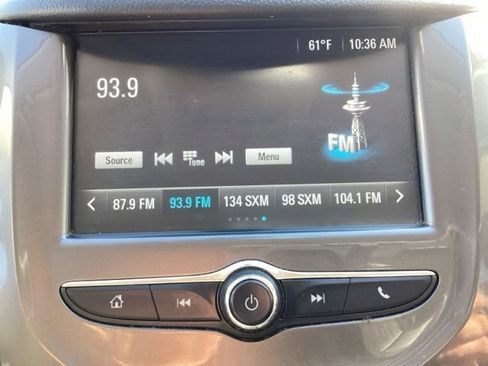 61°F 10:36 AM
93.9
FM
Source Tune Menu
87.9 FM 93.9 FM 134 SXM 98 SXM 104.1 FM